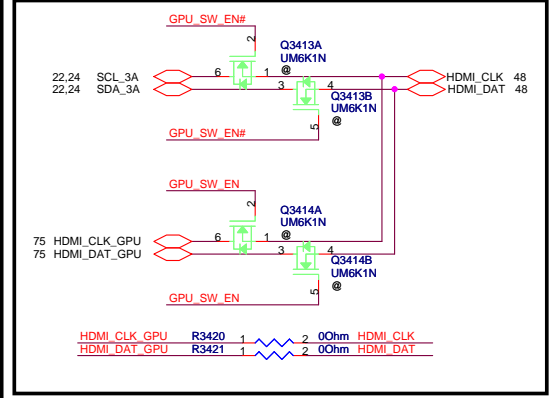 GPU_SW_EN#
2
Q3413A
UM6K1N
@
22,24 SCL_3A 6 1 HDMI_CLK 48
22,24 SDA_3A 3 4 HDMI_DAT 48
Q3413B
UM6K1N
@
5
GPU_SW_EN#
GPU_SW_EN
2
Q3414A
UM6K1N
@
75 HDMI_CLK_GPU 6 1
75 HDMI_DAT_GPU 3 4
Q3414B
UM6K1N
@
5
GPU_SW_EN
HDMI_CLK_GPU R3420 1 2 0Ohm HDMI_CLK
HDMI_DAT_GPU R3421 1 2 0Ohm HDMI_DAT